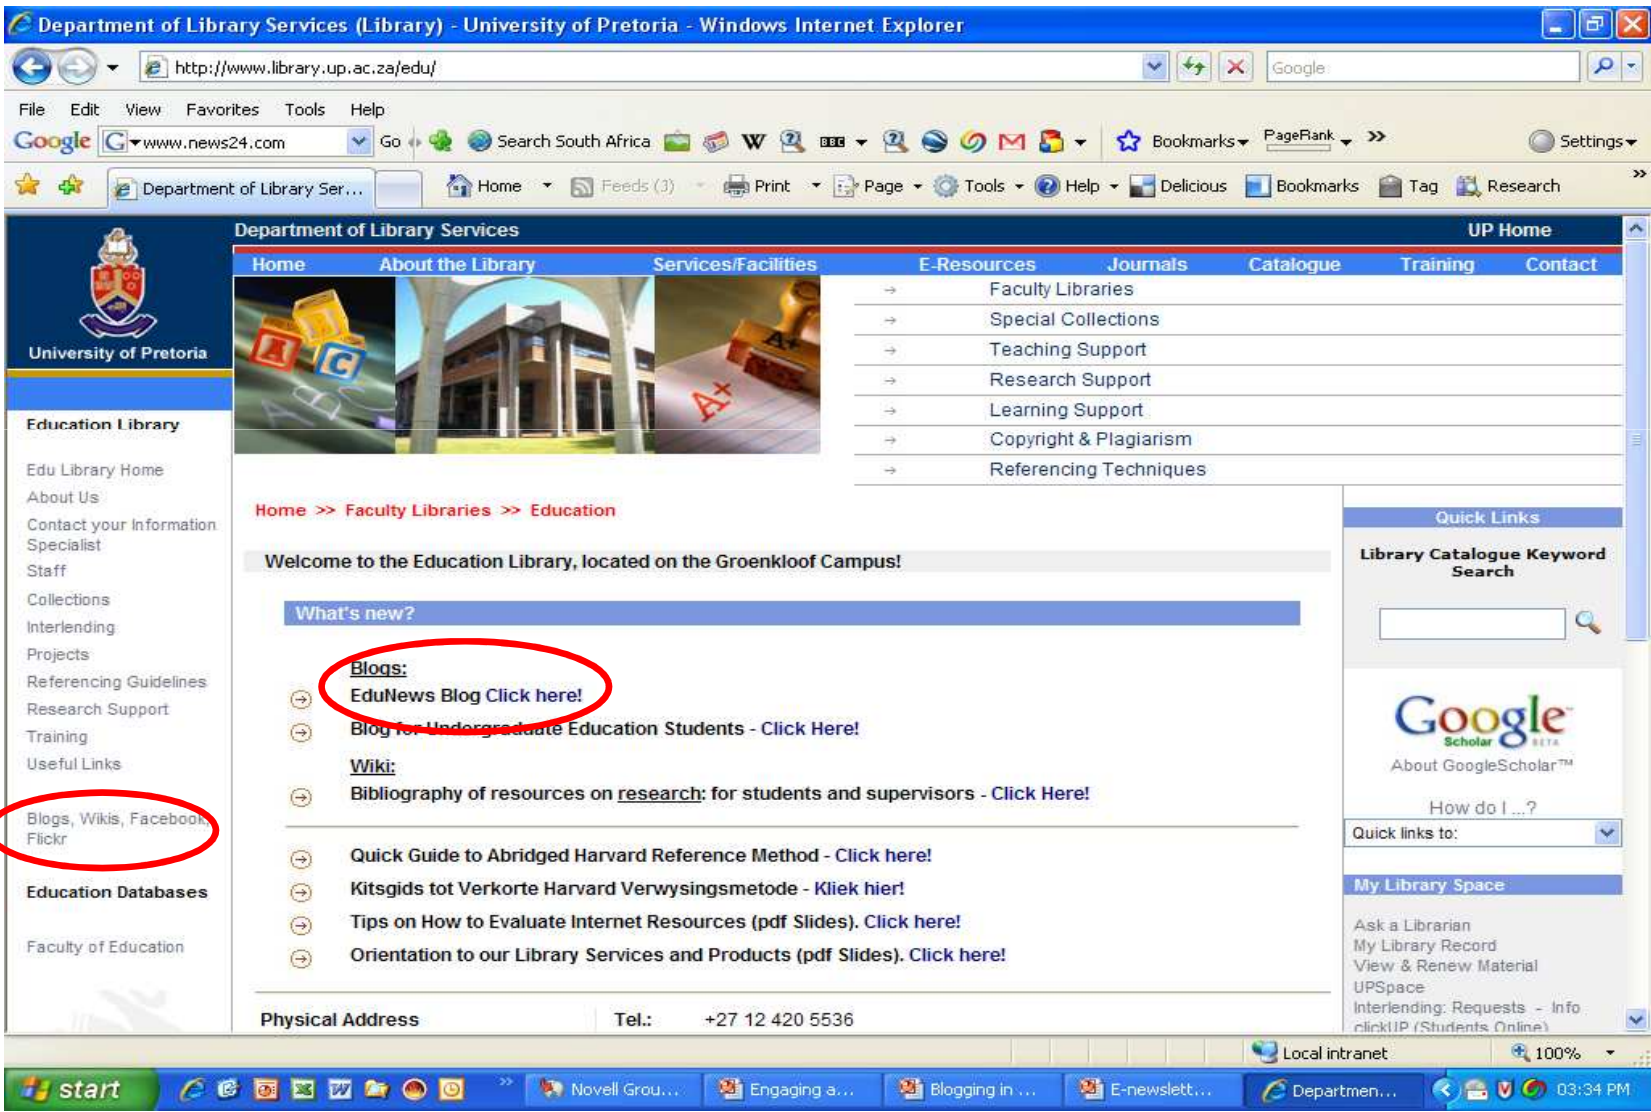 Department of Library Services (Library) - University of Pretoria - Windows Internet Explorer
http://www.library.up.ac.za/edu/
Google
File Edit View Favorites Tools Help
Google G www.news24.com Go Search South Africa W BBC M Bookmarks PageRank >> Settings
Department of Library Ser... Home Feeds (3) Print Page Tools Help Delicious Bookmarks Tag Research >>
Department of Library Services UP Home
Home About the Library Services/Facilities E-Resources Journals Catalogue Training Contact
University of Pretoria
→ Faculty Libraries
→ Special Collections
→ Teaching Support
→ Research Support
→ Learning Support
→ Copyright & Plagiarism
→ Referencing Techniques
A C
A+
A+
Education Library
Edu Library Home
About Us
Contact your Information
Specialist
Staff
Collections
Interlending
Projects
Referencing Guidelines
Research Support
Training
Useful Links
Blogs, Wikis, Facebook,
Flickr
Education Databases
Faculty of Education
Home >> Faculty Libraries >> Education
Welcome to the Education Library, located on the Groenkloof Campus!
What's new?
Blogs:
EduNews Blog Click here!
Blog for Undergraduate Education Students - Click Here!
Wiki:
Bibliography of resources on research: for students and supervisors - Click Here!
Quick Guide to Abridged Harvard Reference Method - Click here!
Kitsgids tot Verkorte Harvard Verwysingsmetode - Kliek hier!
Tips on How to Evaluate Internet Resources (pdf Slides). Click here!
Orientation to our Library Services and Products (pdf Slides). Click here!
Physical Address Tel.: +27 12 420 5536
Quick Links
Library Catalogue Keyword
Search
Google
Scholar BETA
About GoogleScholar™
How do I ...?
Quick links to:
My Library Space
Ask a Librarian
My Library Record
View & Renew Material
UPSpace
Interlending: Requests - Info
clickUP (Students Online)
Local intranet 100%
start >> Novell Grou... Engaging a... Blogging in ... E-newslett... Departmen... 03:34 PM